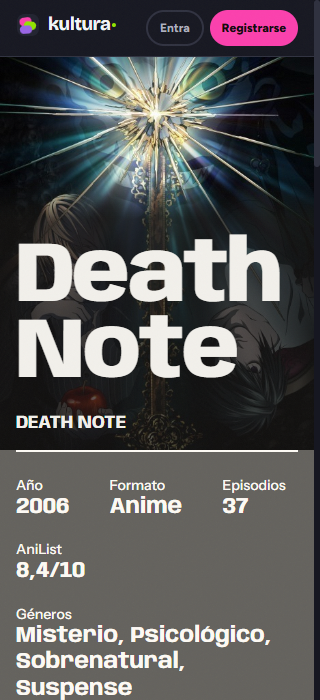 kultura
Entra
Registrarse
Death
Note
DEATH NOTE
Año
2006
Formato
Anime
Episodios
37
AniList
8,4/10
Géneros
Misterio, Psicológico,
Sobrenatural,
Suspense